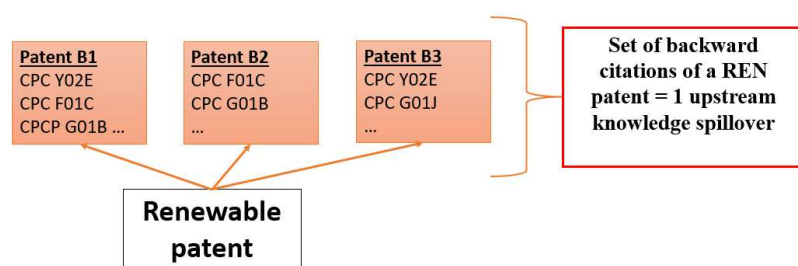 Patent B1
CPC Y02E
CPC F01C
CPCP G01B ...
Patent B2
CPC F01C
CPC G01B
...
Patent B3
CPC Y02E
CPC G01J
...
Set of backward
citations of a REN
patent = 1 upstream
knowledge spillover
Renewable
patent